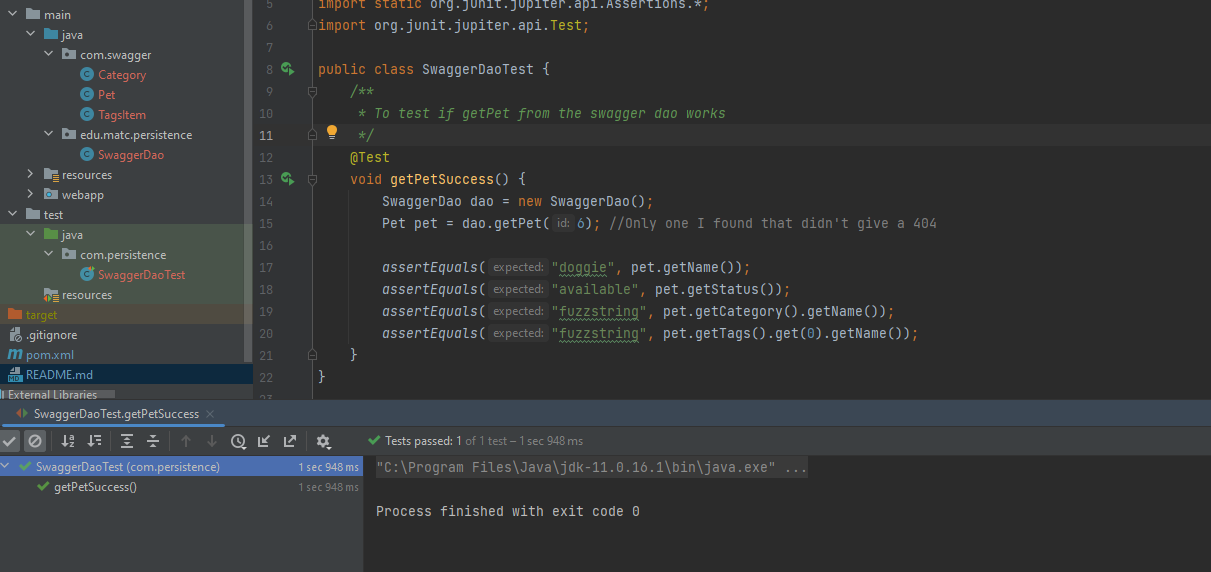 main
java
com.swagger
Category
Pet
TagsItem
edu.matc.persistence
SwaggerDao
resources
webapp
test
java
com.persistence
SwaggerDaoTest
resources
target
.gitignore
pom.xml
README.md
External Libraries
5 import static org.junit.jupiter.api.Assertions.*;
6 import org.junit.jupiter.api.Test;
7
8 public class SwaggerDaoTest {
9 /**
10 * To test if getPet from the swagger dao works
11 */
12 @Test
13 void getPetSuccess() {
14 SwaggerDao dao = new SwaggerDao();
15 Pet pet = dao.getPet( id: 6); //Only one I found that didn't give a 404
16
17 assertEquals( expected: "doggie", pet.getName());
18 assertEquals( expected: "available", pet.getStatus());
19 assertEquals( expected: "fuzzstring", pet.getCategory().getName());
20 assertEquals( expected: "fuzzstring", pet.getTags().get(0).getName());
21 }
22 }
23
SwaggerDaoTest.getPetSuccess
Tests passed: 1 of 1 test – 1 sec 948 ms
SwaggerDaoTest (com.persistence) 1 sec 948 ms
getPetSuccess() 1 sec 948 ms
"C:\Program Files\Java\jdk-11.0.16.1\bin\java.exe" ...
Process finished with exit code 0